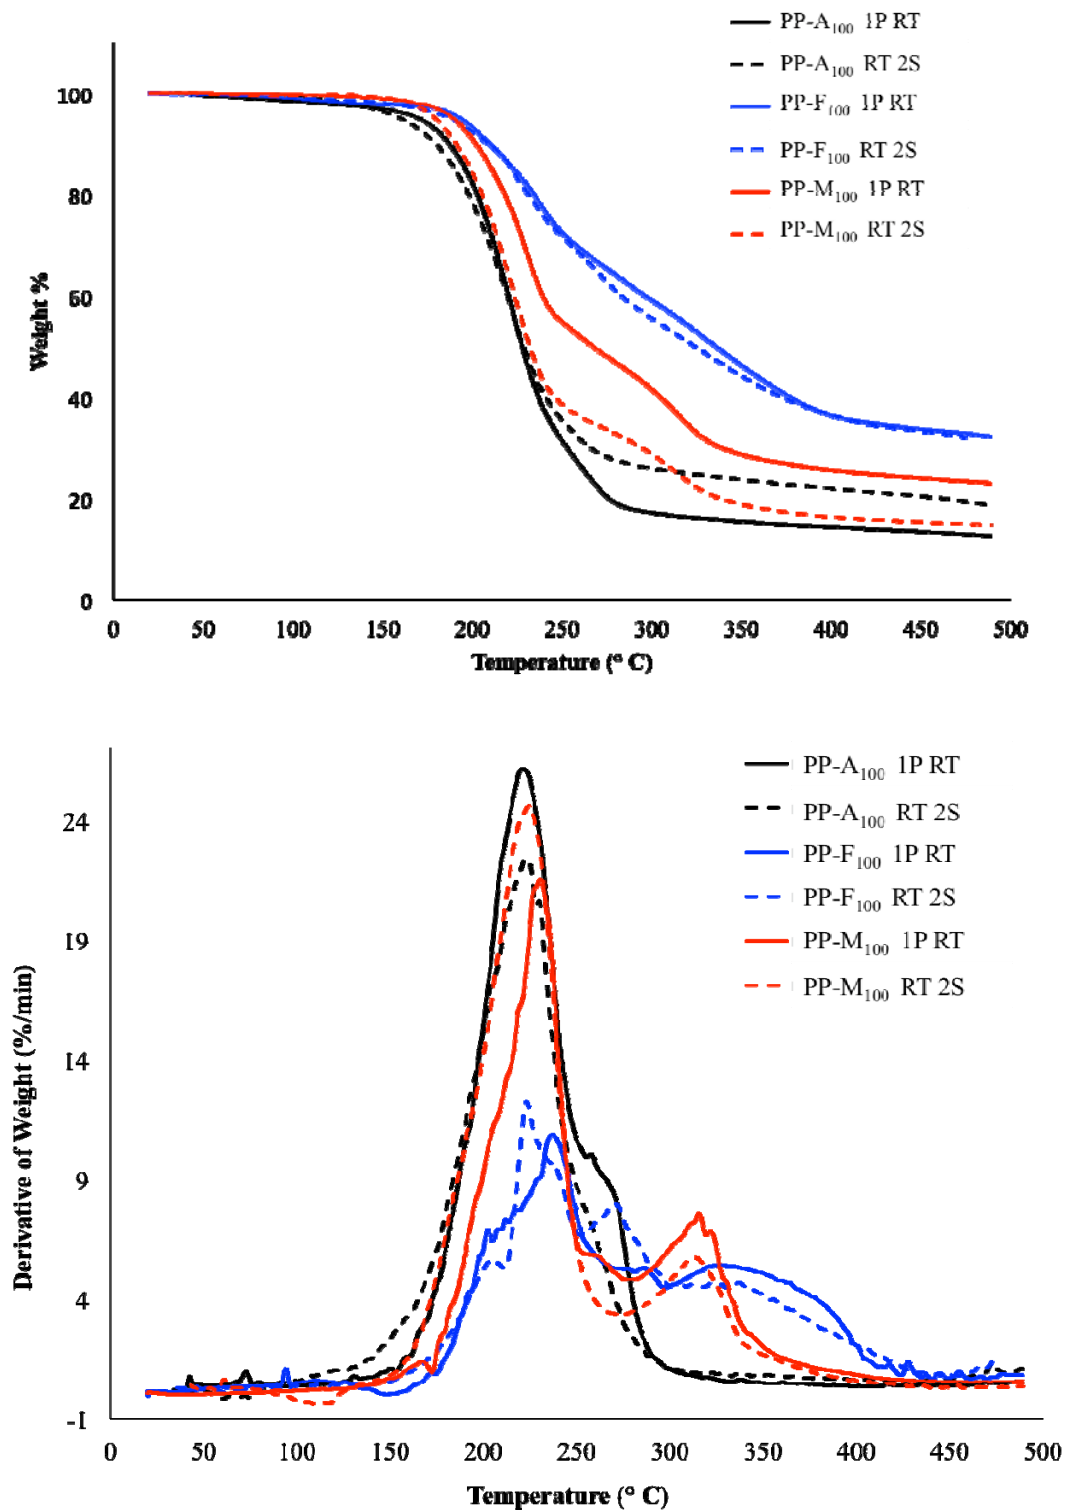 PP-A100 1P RT
PP-A100 RT 2S
PP-F100 1P RT
PP-F100 RT 2S
PP-M100 1P RT
PP-M100 RT 2S
100
80
60
40
20
0
Weight %
0 50 100 150 200 250 300 350 400 450 500
Temperature (° C)
PP-A100 1P RT
PP-A100 RT 2S
PP-F100 1P RT
PP-F100 RT 2S
PP-M100 1P RT
PP-M100 RT 2S
24
19
14
9
4
-1
Derivative of Weight (%/min)
0 50 100 150 200 250 300 350 400 450 500
Temperature (° C)